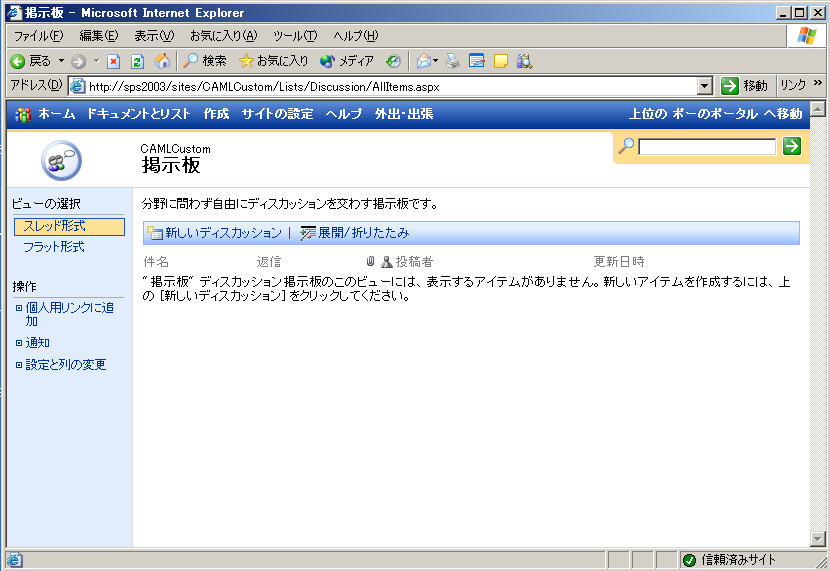 掲示板 - Microsoft Internet Explorer
ファイル(F) 編集(E) 表示(V) お気に入り(A) ツール(T) ヘルプ(H)
戻る 検索 お気に入り メディア
アドレス(D) http://sps2003/sites/CAMLCustom/Lists/Discussion/AllItems.aspx 移動 リンク »
ホーム ドキュメントとリスト 作成 サイトの設定 ヘルプ 外出・出張 上位の ポーのポータル へ移動
CAMLCustom
掲示板
ビューの選択
スレッド形式
フラット形式
操作
個人用リンクに追
加
通知
設定と列の変更
分野に問わず自由にディスカッションを交わす掲示板です。
新しいディスカッション | 展開/折りたたみ
件名 返信 投稿者 更新日時
"掲示板" ディスカッション掲示板のこのビューには、表示するアイテムがありません。新しいアイテムを作成するには、上
の [新しいディスカッション] をクリックしてください。
信頼済みサイト